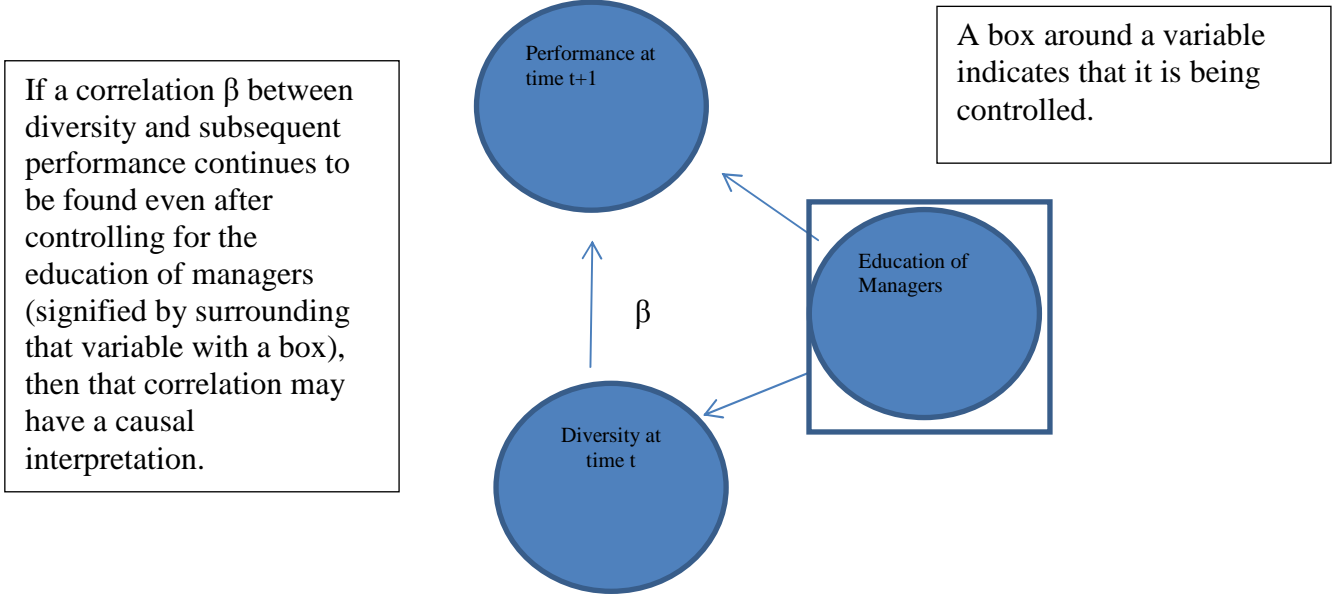 If a correlation β between
diversity and subsequent
performance continues to
be found even after
controlling for the
education of managers
(signified by surrounding
that variable with a box),
then that correlation may
have a causal
interpretation.
Performance at
time t+1
A box around a variable
indicates that it is being
controlled.
Education of
Managers
β
Diversity at
time t